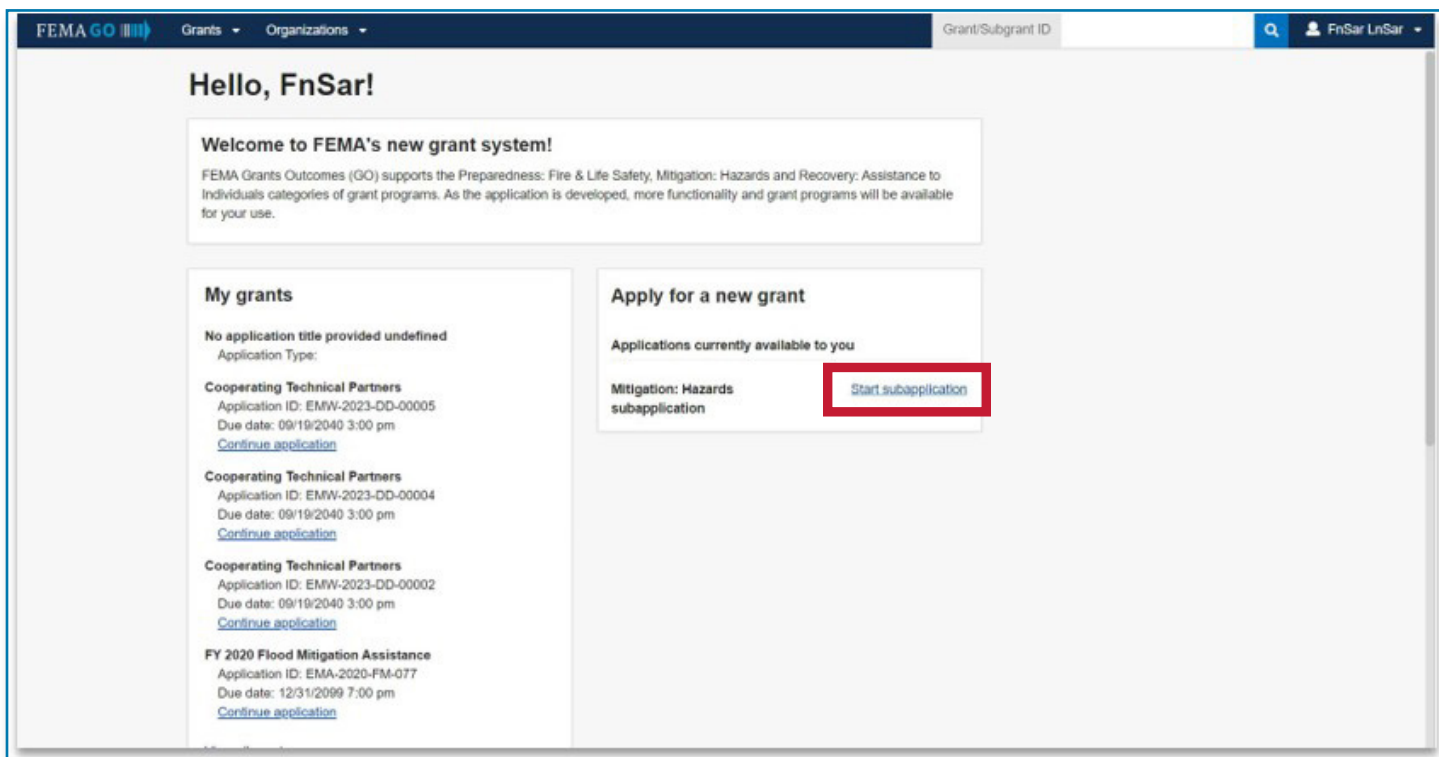 FEMA GO
Grants
Organizations
Grant/Subgrant ID
FnSar LnSar
Hello, FnSar!
Welcome to FEMA's new grant system!
FEMA Grants Outcomes (GO) supports the Preparedness: Fire & Life Safety, Mitigation: Hazards and Recovery: Assistance to
Individuals categories of grant programs. As the application is developed, more functionality and grant programs will be available
for your use.
My grants
No application title provided undefined
Application Type:
Cooperating Technical Partners
Application ID: EMW-2023-DD-00005
Due date: 09/19/2040 3:00 pm
Continue application
Cooperating Technical Partners
Application ID: EMW-2023-DD-00004
Due date: 09/19/2040 3:00 pm
Continue application
Cooperating Technical Partners
Application ID: EMW-2023-DD-00002
Due date: 09/19/2040 3:00 pm
Continue application
FY 2020 Flood Mitigation Assistance
Application ID: EMA-2020-FM-077
Due date: 12/31/2099 7:00 pm
Continue application
Apply for a new grant
Applications currently available to you
Mitigation: Hazards
subapplication
Start subapplication